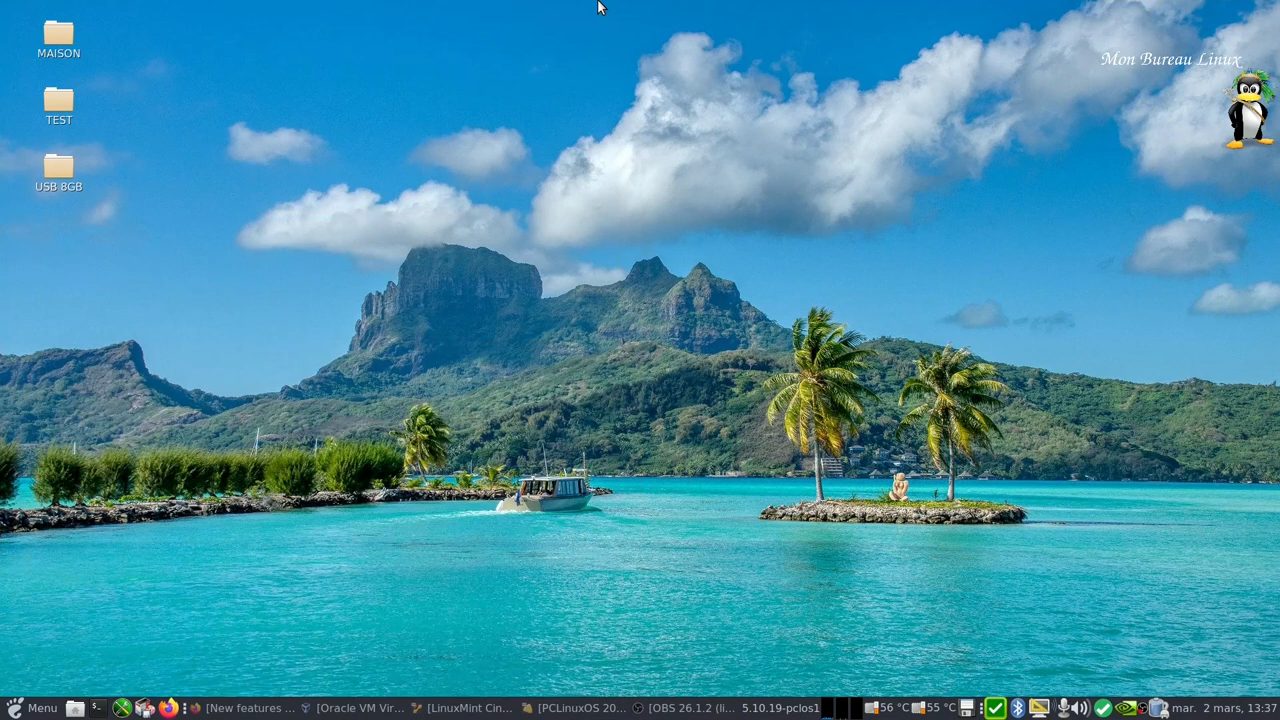 MAISON
TEST
USB 8GB
Mon Bureau Linux
Menu
[New features ...
[Oracle VM Vir...
[LinuxMint Cin...
[PCLinuxOS 20...
[OBS 26.1.2 (li...
5.10.19-pclos1
56 °C
55 °C
mar. 2 mars, 13:37